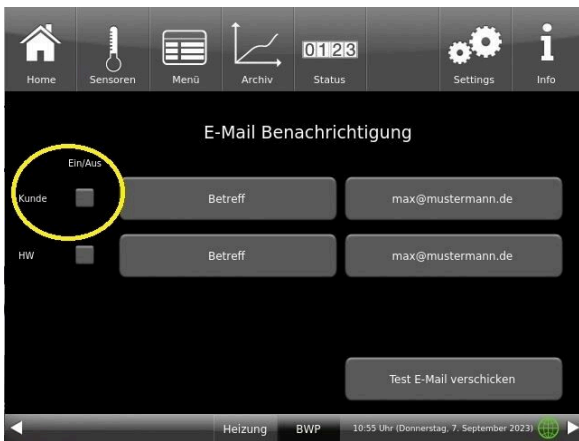 Home Sensoren Menü Archiv Status Settings Info
0123
E-Mail Benachrichtigung
Ein/Aus
Kunde Betreff max@mustermann.de
HW Betreff max@mustermann.de
Test E-Mail verschicken
Heizung BWP 10:55 Uhr (Donnerstag, 7. September 2023)